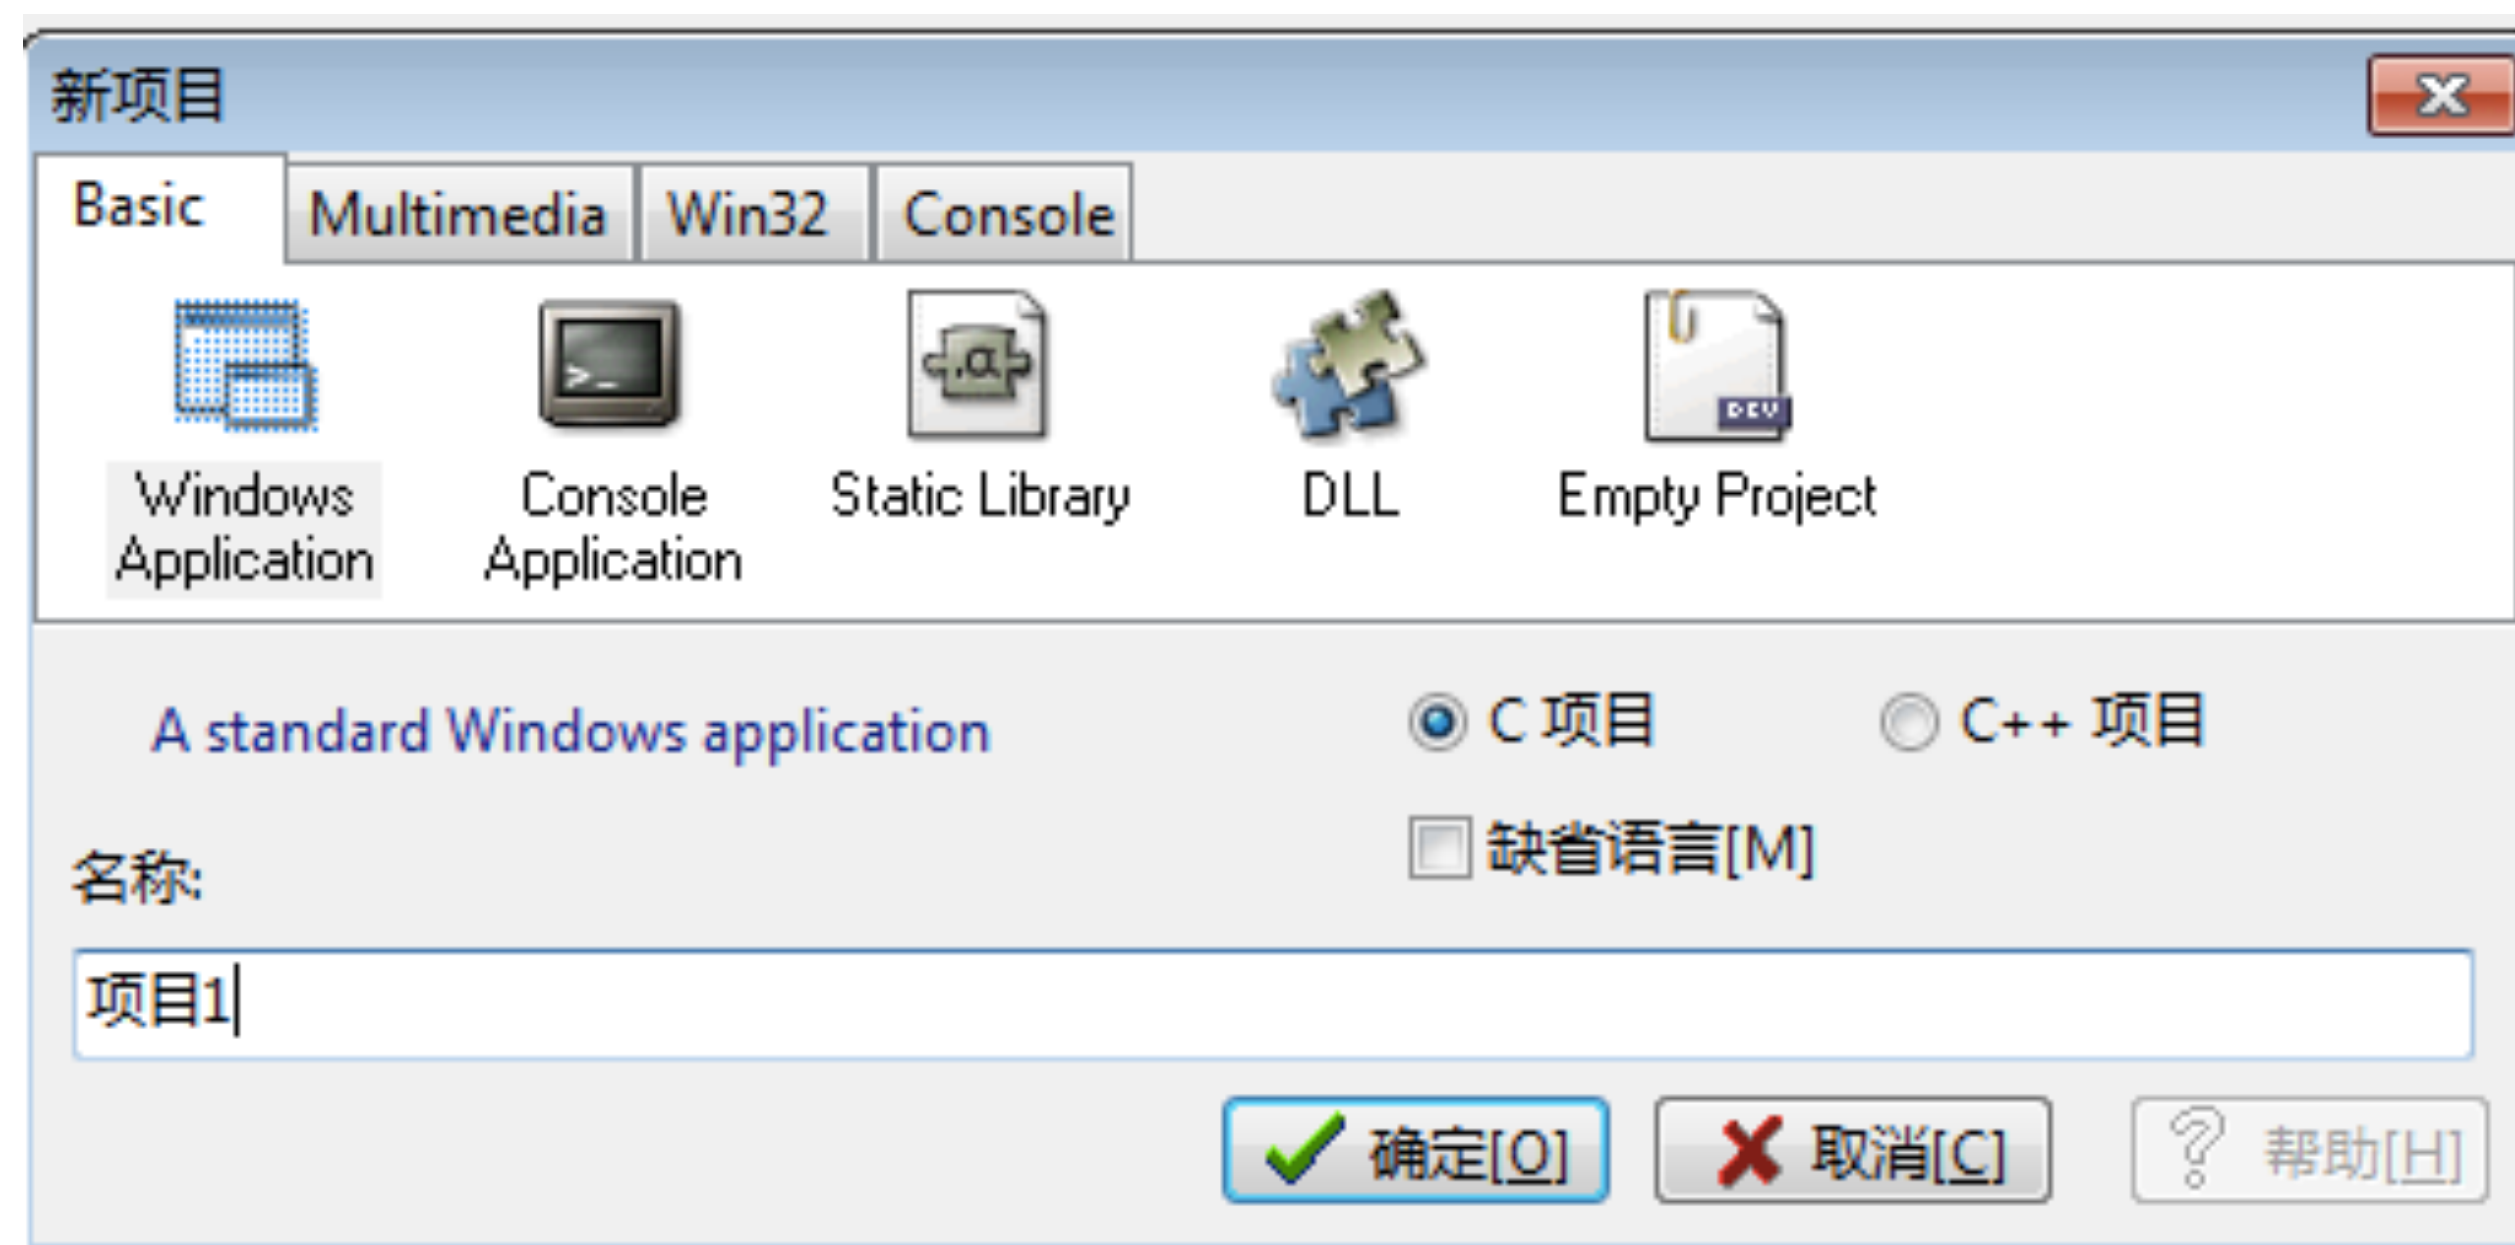 新项目
Basic Multimedia Win32 Console
>_ .a DEV
Windows Application
Console Application
Static Library
DLL
Empty Project
A standard Windows application
C 项目 C++ 项目
缺省语言[M]
名称:
项目1
确定[O] 取消[C] ? 帮助[H]